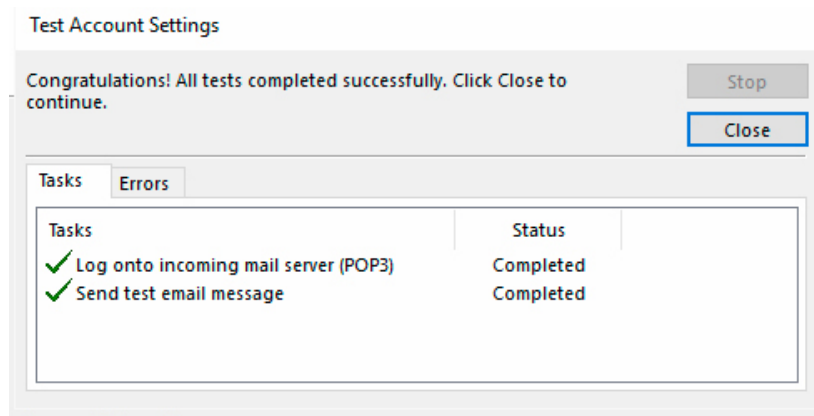 Test Account Settings
Congratulations! All tests completed successfully. Click Close to
continue.
Stop
Close
Tasks Errors
Tasks Status
Log onto incoming mail server (POP3) Completed
Send test email message Completed